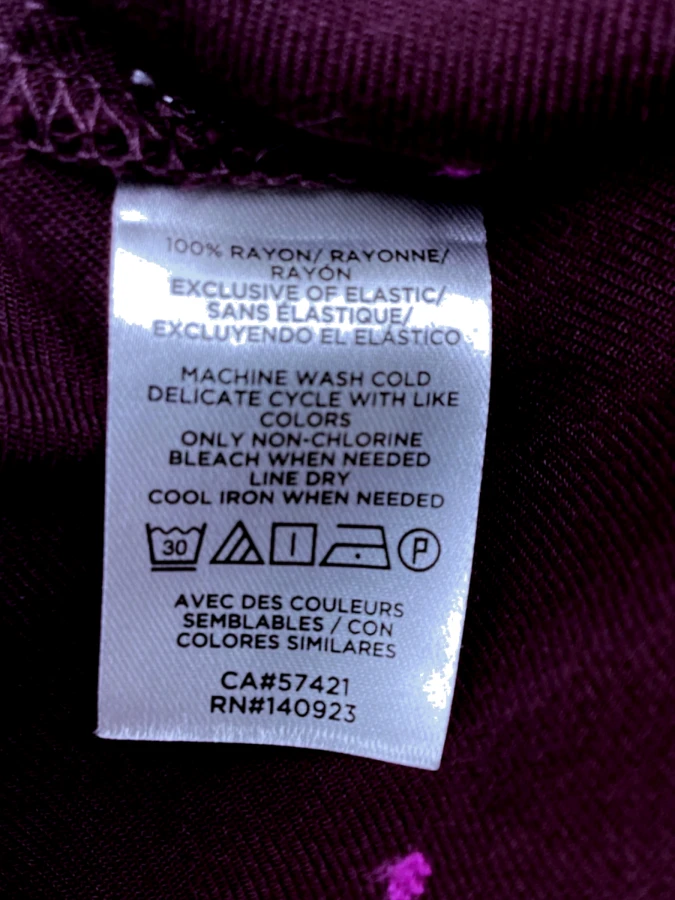 100% RAYON/ RAYONNE/
RAYÓN
EXCLUSIVE OF ELASTIC/
SANS ÉLASTIQUE/
EXCLUYENDO EL ELÁSTICO
MACHINE WASH COLD
DELICATE CYCLE WITH LIKE
COLORS
ONLY NON-CHLORINE
BLEACH WHEN NEEDED
LINE DRY
COOL IRON WHEN NEEDED
30 P
AVEC DES COULEURS
SEMBLABLES / CON
COLORES SIMILARES
CA#57421
RN#140923